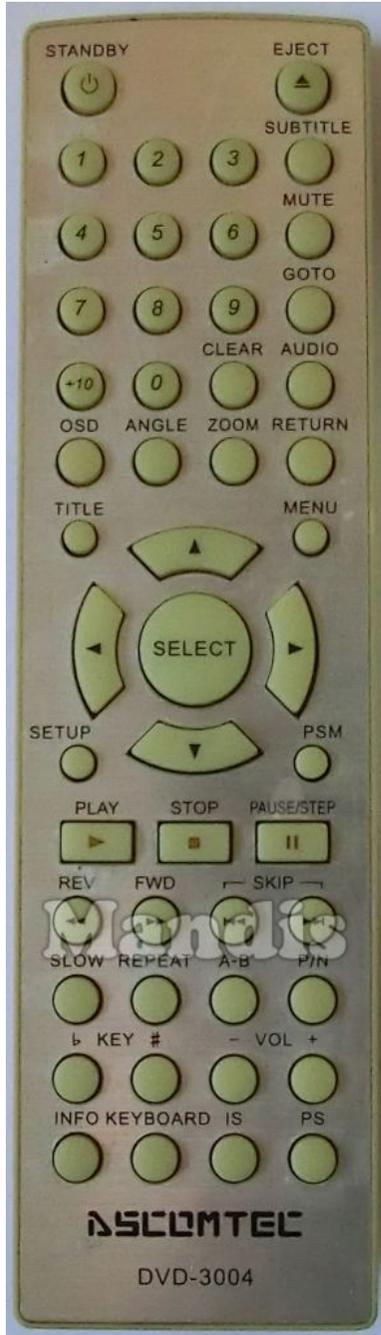 STANDBY EJECT
SUBTITLE
1 2 3
MUTE
4 5 6
GOTO
7 8 9
CLEAR AUDIO
+10 0
OSD ANGLE ZOOM RETURN
TITLE MENU
SELECT
SETUP PSM
PLAY STOP PAUSE/STEP
REV FWD SKIP
Mandis
SLOW REPEAT A-B P/N
♭ KEY # - VOL +
INFO KEYBOARD IS PS
ASCOMTEC
DVD-3004